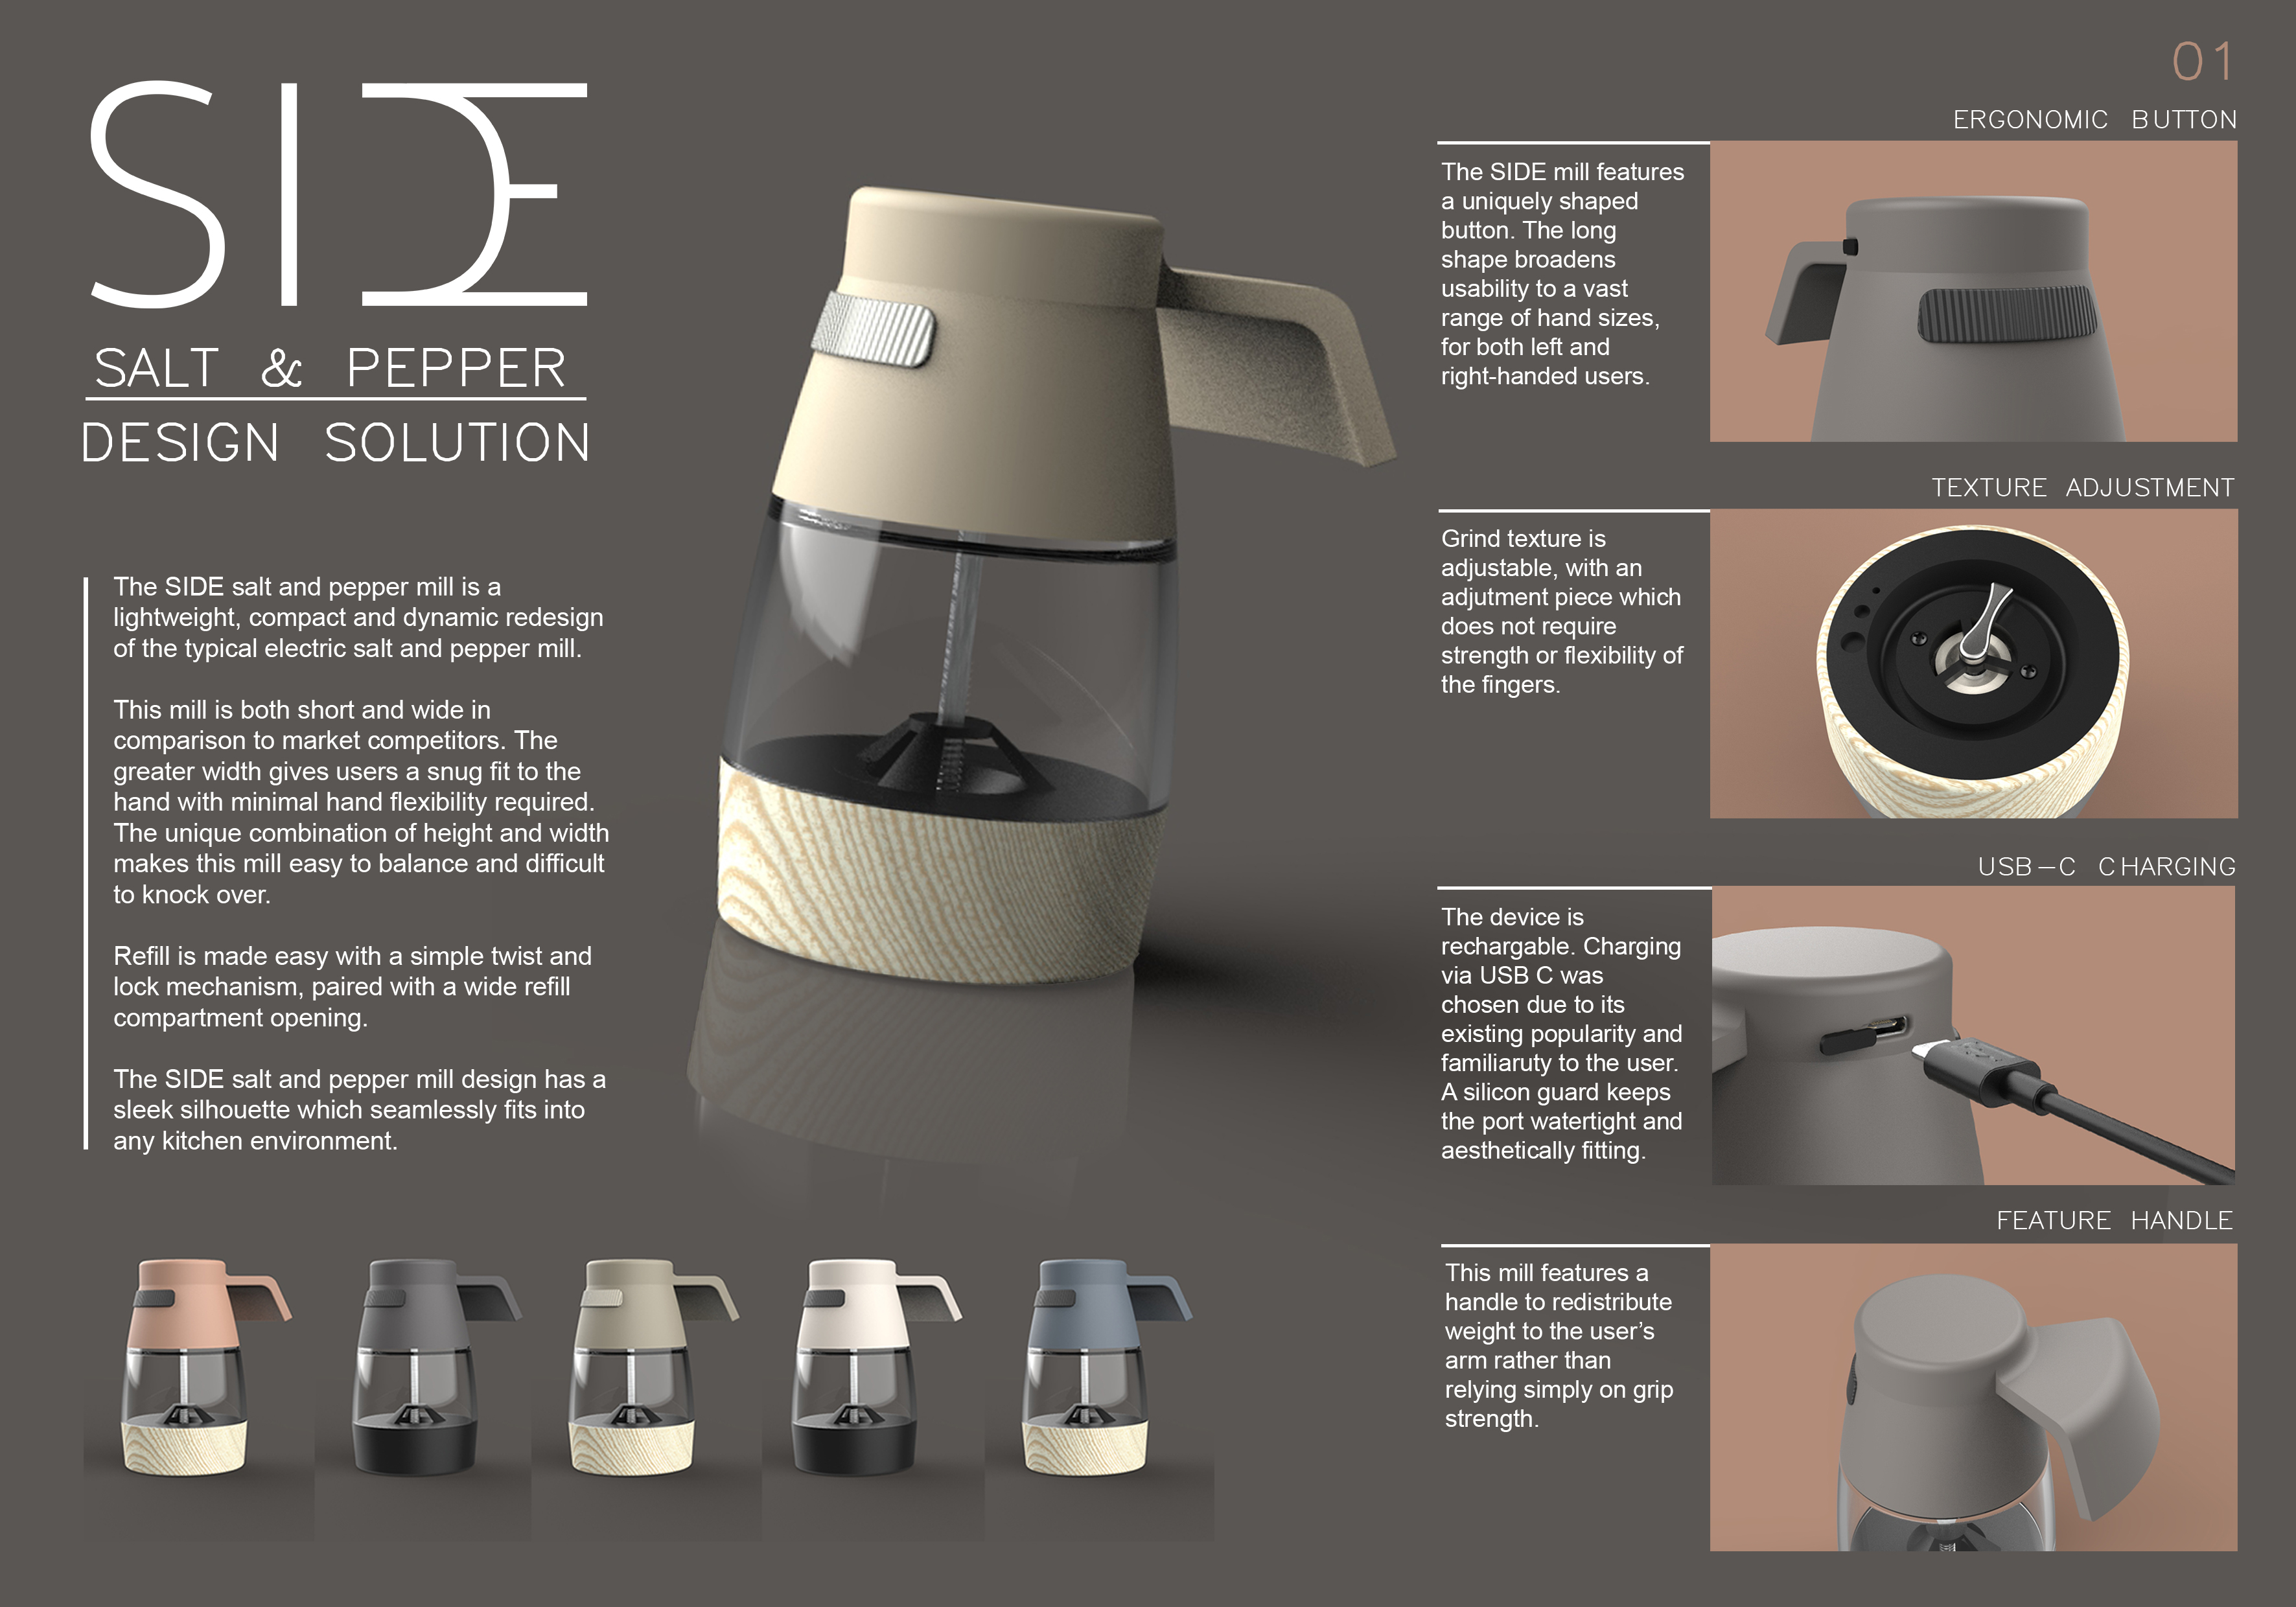 SIDE
SALT & PEPPER
DESIGN SOLUTION
The SIDE salt and pepper mill is a
lightweight, compact and dynamic redesign
of the typical electric salt and pepper mill.
This mill is both short and wide in
comparison to market competitors. The
greater width gives users a snug fit to the
hand with minimal hand flexibility required.
The unique combination of height and width
makes this mill easy to balance and difficult
to knock over.
Refill is made easy with a simple twist and
lock mechanism, paired with a wide refill
compartment opening.
The SIDE salt and pepper mill design has a
sleek silhouette which seamlessly fits into
any kitchen environment.
01
ERGONOMIC BUTTON
The SIDE mill features
a uniquely shaped
button. The long
shape broadens
usability to a vast
range of hand sizes,
for both left and
right-handed users.
TEXTURE ADJUSTMENT
Grind texture is
adjustable, with an
adjutment piece which
does not require
strength or flexibility of
the fingers.
USB-C CHARGING
The device is
rechargable. Charging
via USB C was
chosen due to its
existing popularity and
familiaruty to the user.
A silicon guard keeps
the port watertight and
aesthetically fitting.
FEATURE HANDLE
This mill features a
handle to redistribute
weight to the user's
arm rather than
relying simply on grip
strength.